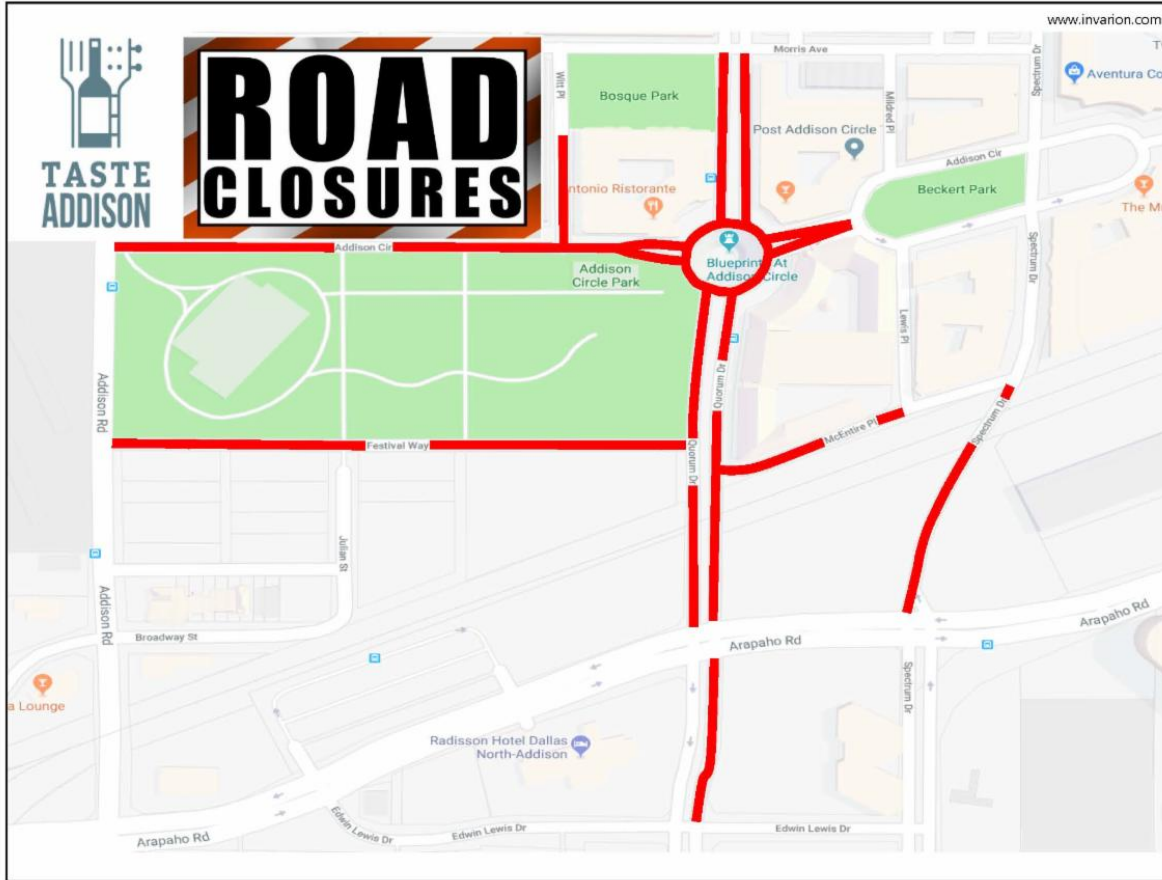 www.invarion.com
TASTE
ADDISON
ROAD
CLOSURES
Morris Ave
Witt Pl
Bosque Park
Mildred Pl
Spectrum Dr
Aventura Co
Post Addison Circle
Addison Cir
Beckert Park
ntonio Ristorante
The M
Addison Cir
Addison
Circle Park
Blueprint At
Addison Circle
Spectrum Dr
Lewis Pl
Quorum Dr
Addison Rd
Festival Way
Quorum Dr
McEntire Pl
Spectrum Dr
Julian St
Addison Rd
Broadway St
Arapaho Rd
Arapaho Rd
a Lounge
Spectrum Dr
Radisson Hotel Dallas
North-Addison
Edwin Lewis Dr
Edwin Lewis Dr
Edwin Lewis Dr
Arapaho Rd